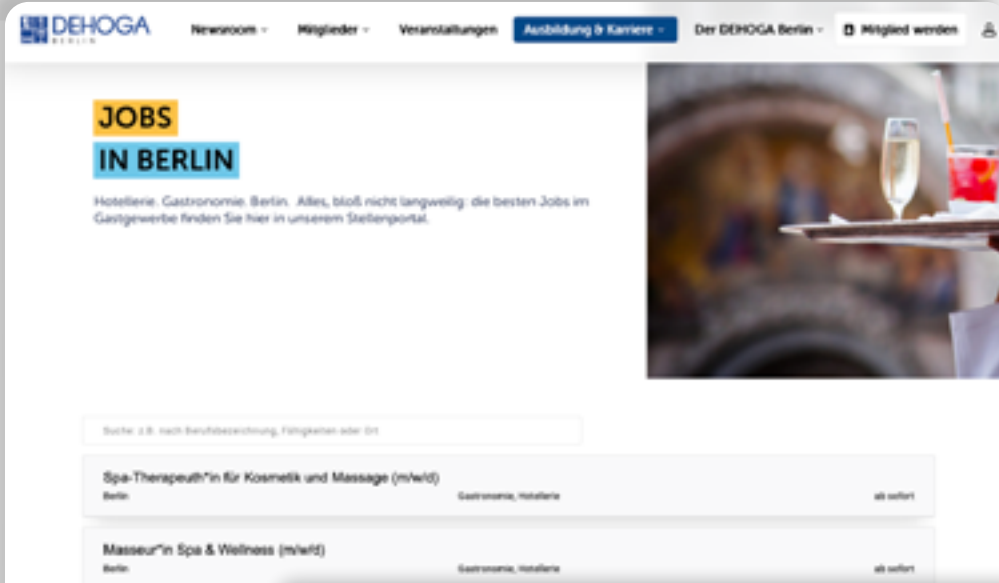 DEHOGA
BERLIN
Newsroom
Mitglieder
Veranstaltungen
Ausbildung & Karriere
Der DEHOGA Berlin
Mitglied werden
JOBS
IN BERLIN
Hotellerie. Gastronomie. Berlin. Alles, bloß nicht langweilig: die besten Jobs im
Gastgewerbe finden Sie hier in unserem Stellenportal.
Suche: z.B. nach Berufsbezeichnung, Fähigkeiten oder Ort
Spa-Therapeuth*in für Kosmetik und Massage (m/w/d)
Berlin
Gastronomie, Hotellerie
ab sofort
Masseur*in Spa & Wellness (m/w/d)
Berlin
Gastronomie, Hotellerie
ab sofort